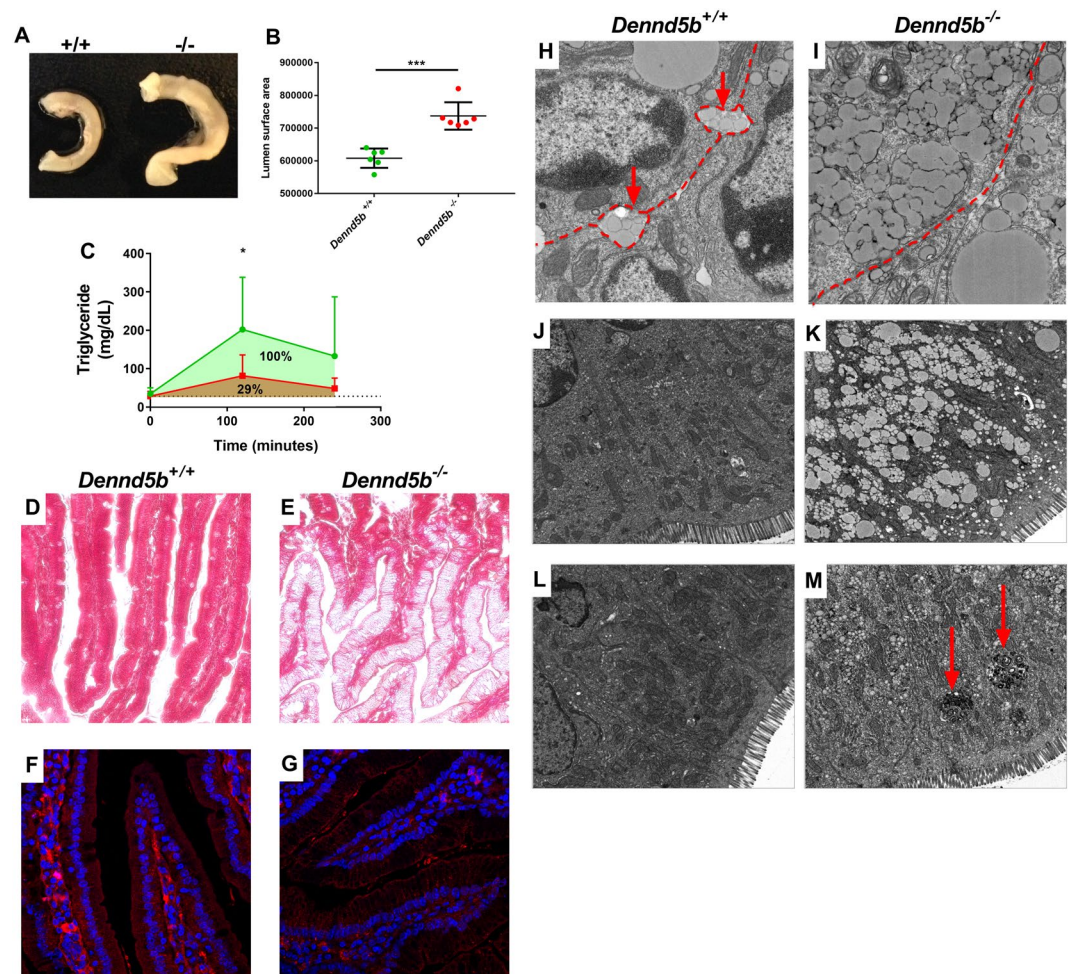 A
+/+
-/-
B
900000
800000
700000
600000
500000
Lumen surface area
***
Dennd5b+/+
Dennd5b-/-
C
400
300
200
100
0
Triglyceride
(mg/dL)
*
100%
29%
0
100
200
300
Time (minutes)
Dennd5b+/+
Dennd5b-/-
D
E
F
G
Dennd5b+/+
Dennd5b-/-
H
I
J
K
L
M